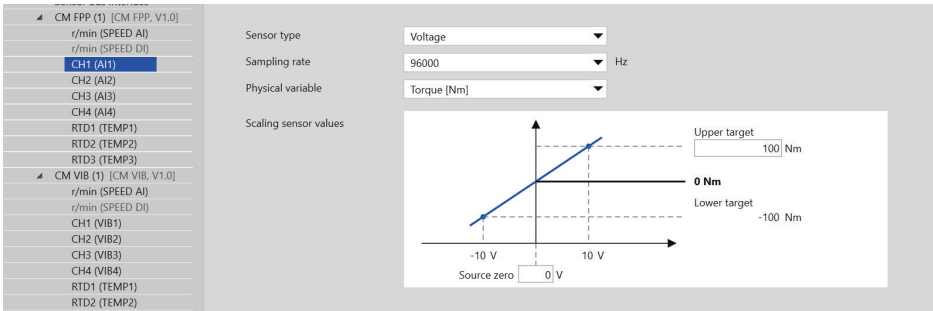 CM FPP (1) [CM FPP, V1.0]
r/min (SPEED AI)
r/min (SPEED DI)
CH1 (AI1)
CH2 (AI2)
CH3 (AI3)
CH4 (AI4)
RTD1 (TEMP1)
RTD2 (TEMP2)
RTD3 (TEMP3)
CM VIB (1) [CM VIB, V1.0]
r/min (SPEED AI)
r/min (SPEED DI)
CH1 (VIB1)
CH2 (VIB2)
CH3 (VIB3)
CH4 (VIB4)
RTD1 (TEMP1)
RTD2 (TEMP2)
Sensor type Voltage
Sampling rate 96000 Hz
Physical variable Torque [Nm]
Scaling sensor values
Upper target
100 Nm
0 Nm
Lower target
-100 Nm
-10 V 10 V
Source zero 0 V